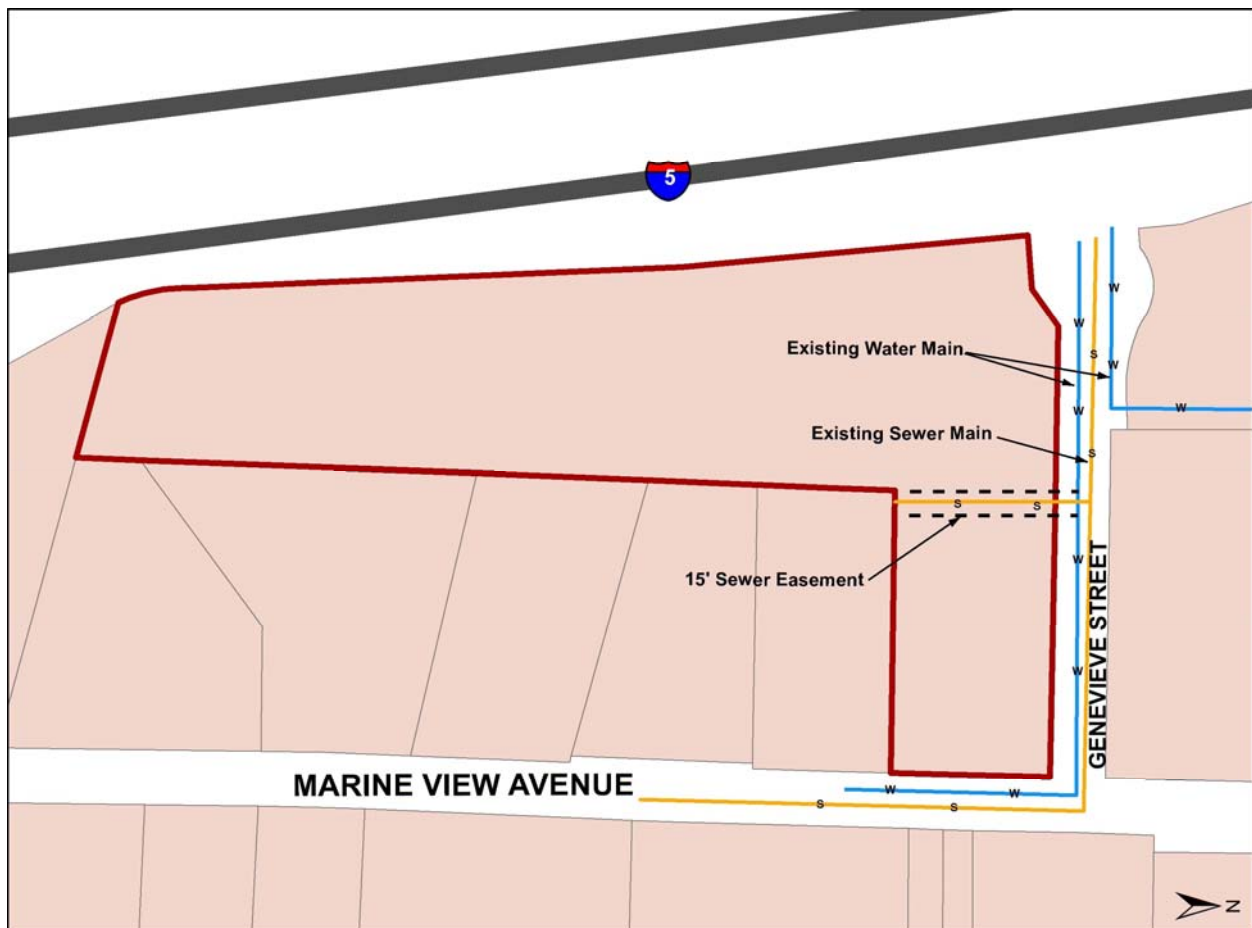 5
W
W
S
W
Existing Water Main
W
W
W
Existing Sewer Main
S
S
S
W
15' Sewer Easement
GENEVIEVE STREET
W
MARINE VIEW AVENUE
W
W
S
S
N